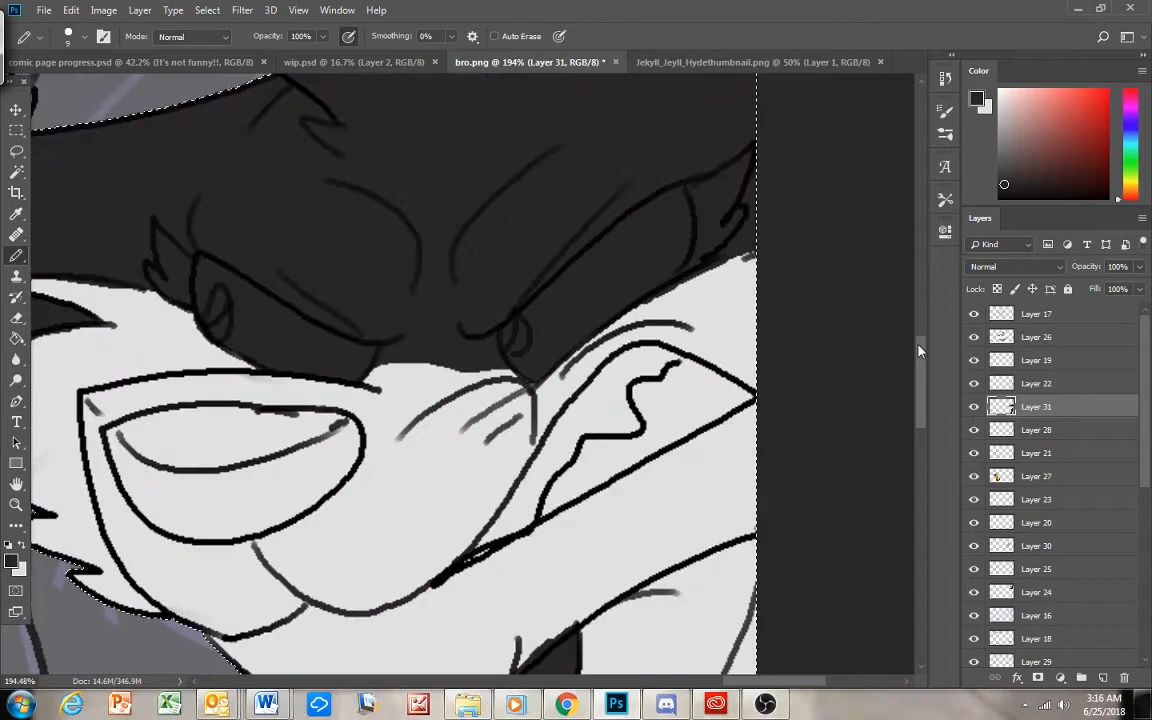 Ps File Edit Image Layer Type Select Filter 3D View Window Help
9 Mode: Normal Opacity: 100% Smoothing: 0% Auto Erase
comic page progress.psd @ 42.2% (It's not funny!!, RGB/8) × wip.psd @ 16.7% (Layer 2, RGB/8) × bro.png @ 194% (Layer 31, RGB/8) * × Jekyll_Jeyll_Hydethumbnail.png @ 50% (Layer 1, RGB/8) ×
Color
Layers
Kind
Normal Opacity: 100%
Lock: Fill: 100%
Layer 17
Layer 26
Layer 19
Layer 22
Layer 31
Layer 28
Layer 21
Layer 27
Layer 23
Layer 20
Layer 30
Layer 25
Layer 24
Layer 16
Layer 18
Layer 29
194.48% Doc: 14.6M/346.9M
3:16 AM
6/25/2018